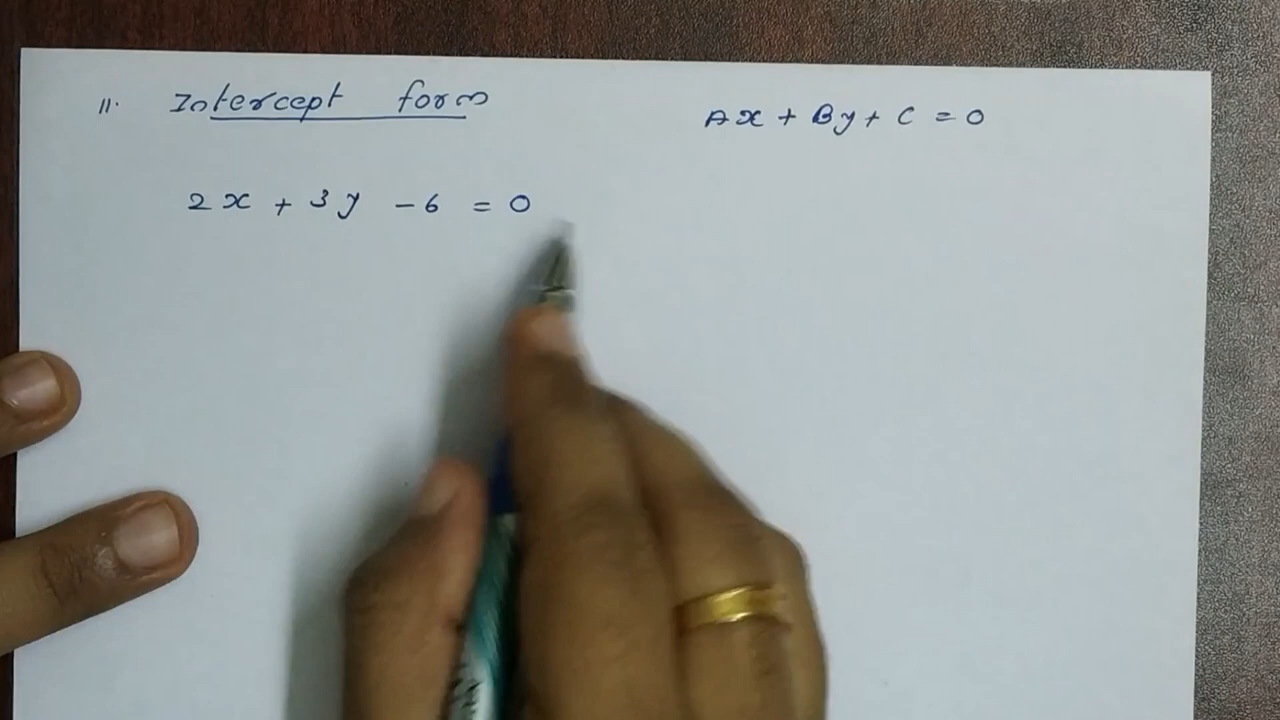 11. Intercept form
Ax + By + C = 0
2x + 3y - 6 = 0